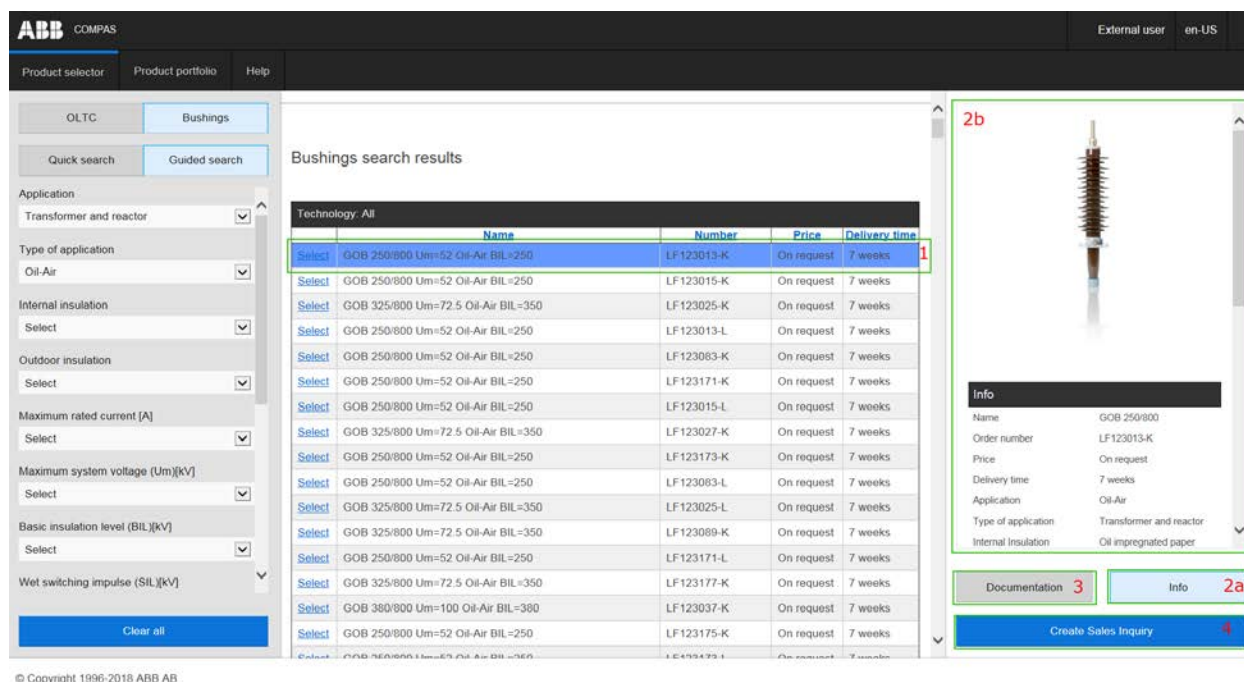 ABB COMPAS
External user en-US
Product selector Product portfolio Help
OLTC Bushings
Quick search Guided search
Application
Transformer and reactor
Type of application
Oil-Air
Internal insulation
Select
Outdoor insulation
Select
Maximum rated current [A]
Select
Maximum system voltage (Um)[kV]
Select
Basic insulation level (BIL)[kV]
Select
Wet switching impulse (SIL)[kV]
Clear all
Bushings search results
Technology: All
Name Number Price Delivery time
Select GOB 250/800 Um=52 Oil-Air BIL=250 LF123013-K On request 7 weeks 1
Select GOB 250/800 Um=52 Oil-Air BIL=250 LF123015-K On request 7 weeks
Select GOB 325/800 Um=72.5 Oil-Air BIL=350 LF123025-K On request 7 weeks
Select GOB 250/800 Um=52 Oil-Air BIL=250 LF123013-L On request 7 weeks
Select GOB 250/800 Um=52 Oil-Air BIL=250 LF123083-K On request 7 weeks
Select GOB 250/800 Um=52 Oil-Air BIL=250 LF123171-K On request 7 weeks
Select GOB 250/800 Um=52 Oil-Air BIL=250 LF123015-L On request 7 weeks
Select GOB 325/800 Um=72.5 Oil-Air BIL=350 LF123027-K On request 7 weeks
Select GOB 250/800 Um=52 Oil-Air BIL=250 LF123173-K On request 7 weeks
Select GOB 250/800 Um=52 Oil-Air BIL=250 LF123083-L On request 7 weeks
Select GOB 325/800 Um=72.5 Oil-Air BIL=350 LF123025-L On request 7 weeks
Select GOB 325/800 Um=72.5 Oil-Air BIL=350 LF123089-K On request 7 weeks
Select GOB 250/800 Um=52 Oil-Air BIL=250 LF123171-L On request 7 weeks
Select GOB 325/800 Um=72.5 Oil-Air BIL=350 LF123177-K On request 7 weeks
Select GOB 380/800 Um=100 Oil-Air BIL=380 LF123037-K On request 7 weeks
Select GOB 250/800 Um=52 Oil-Air BIL=250 LF123175-K On request 7 weeks
2b
Info
Name GOB 250/800
Order number LF123013-K
Price On request
Delivery time 7 weeks
Application Oil-Air
Type of application Transformer and reactor
Internal Insulation Oil impregnated paper
Documentation 3 Info 2a
Create Sales Inquiry 4
© Copyright 1996-2018 ABB AB